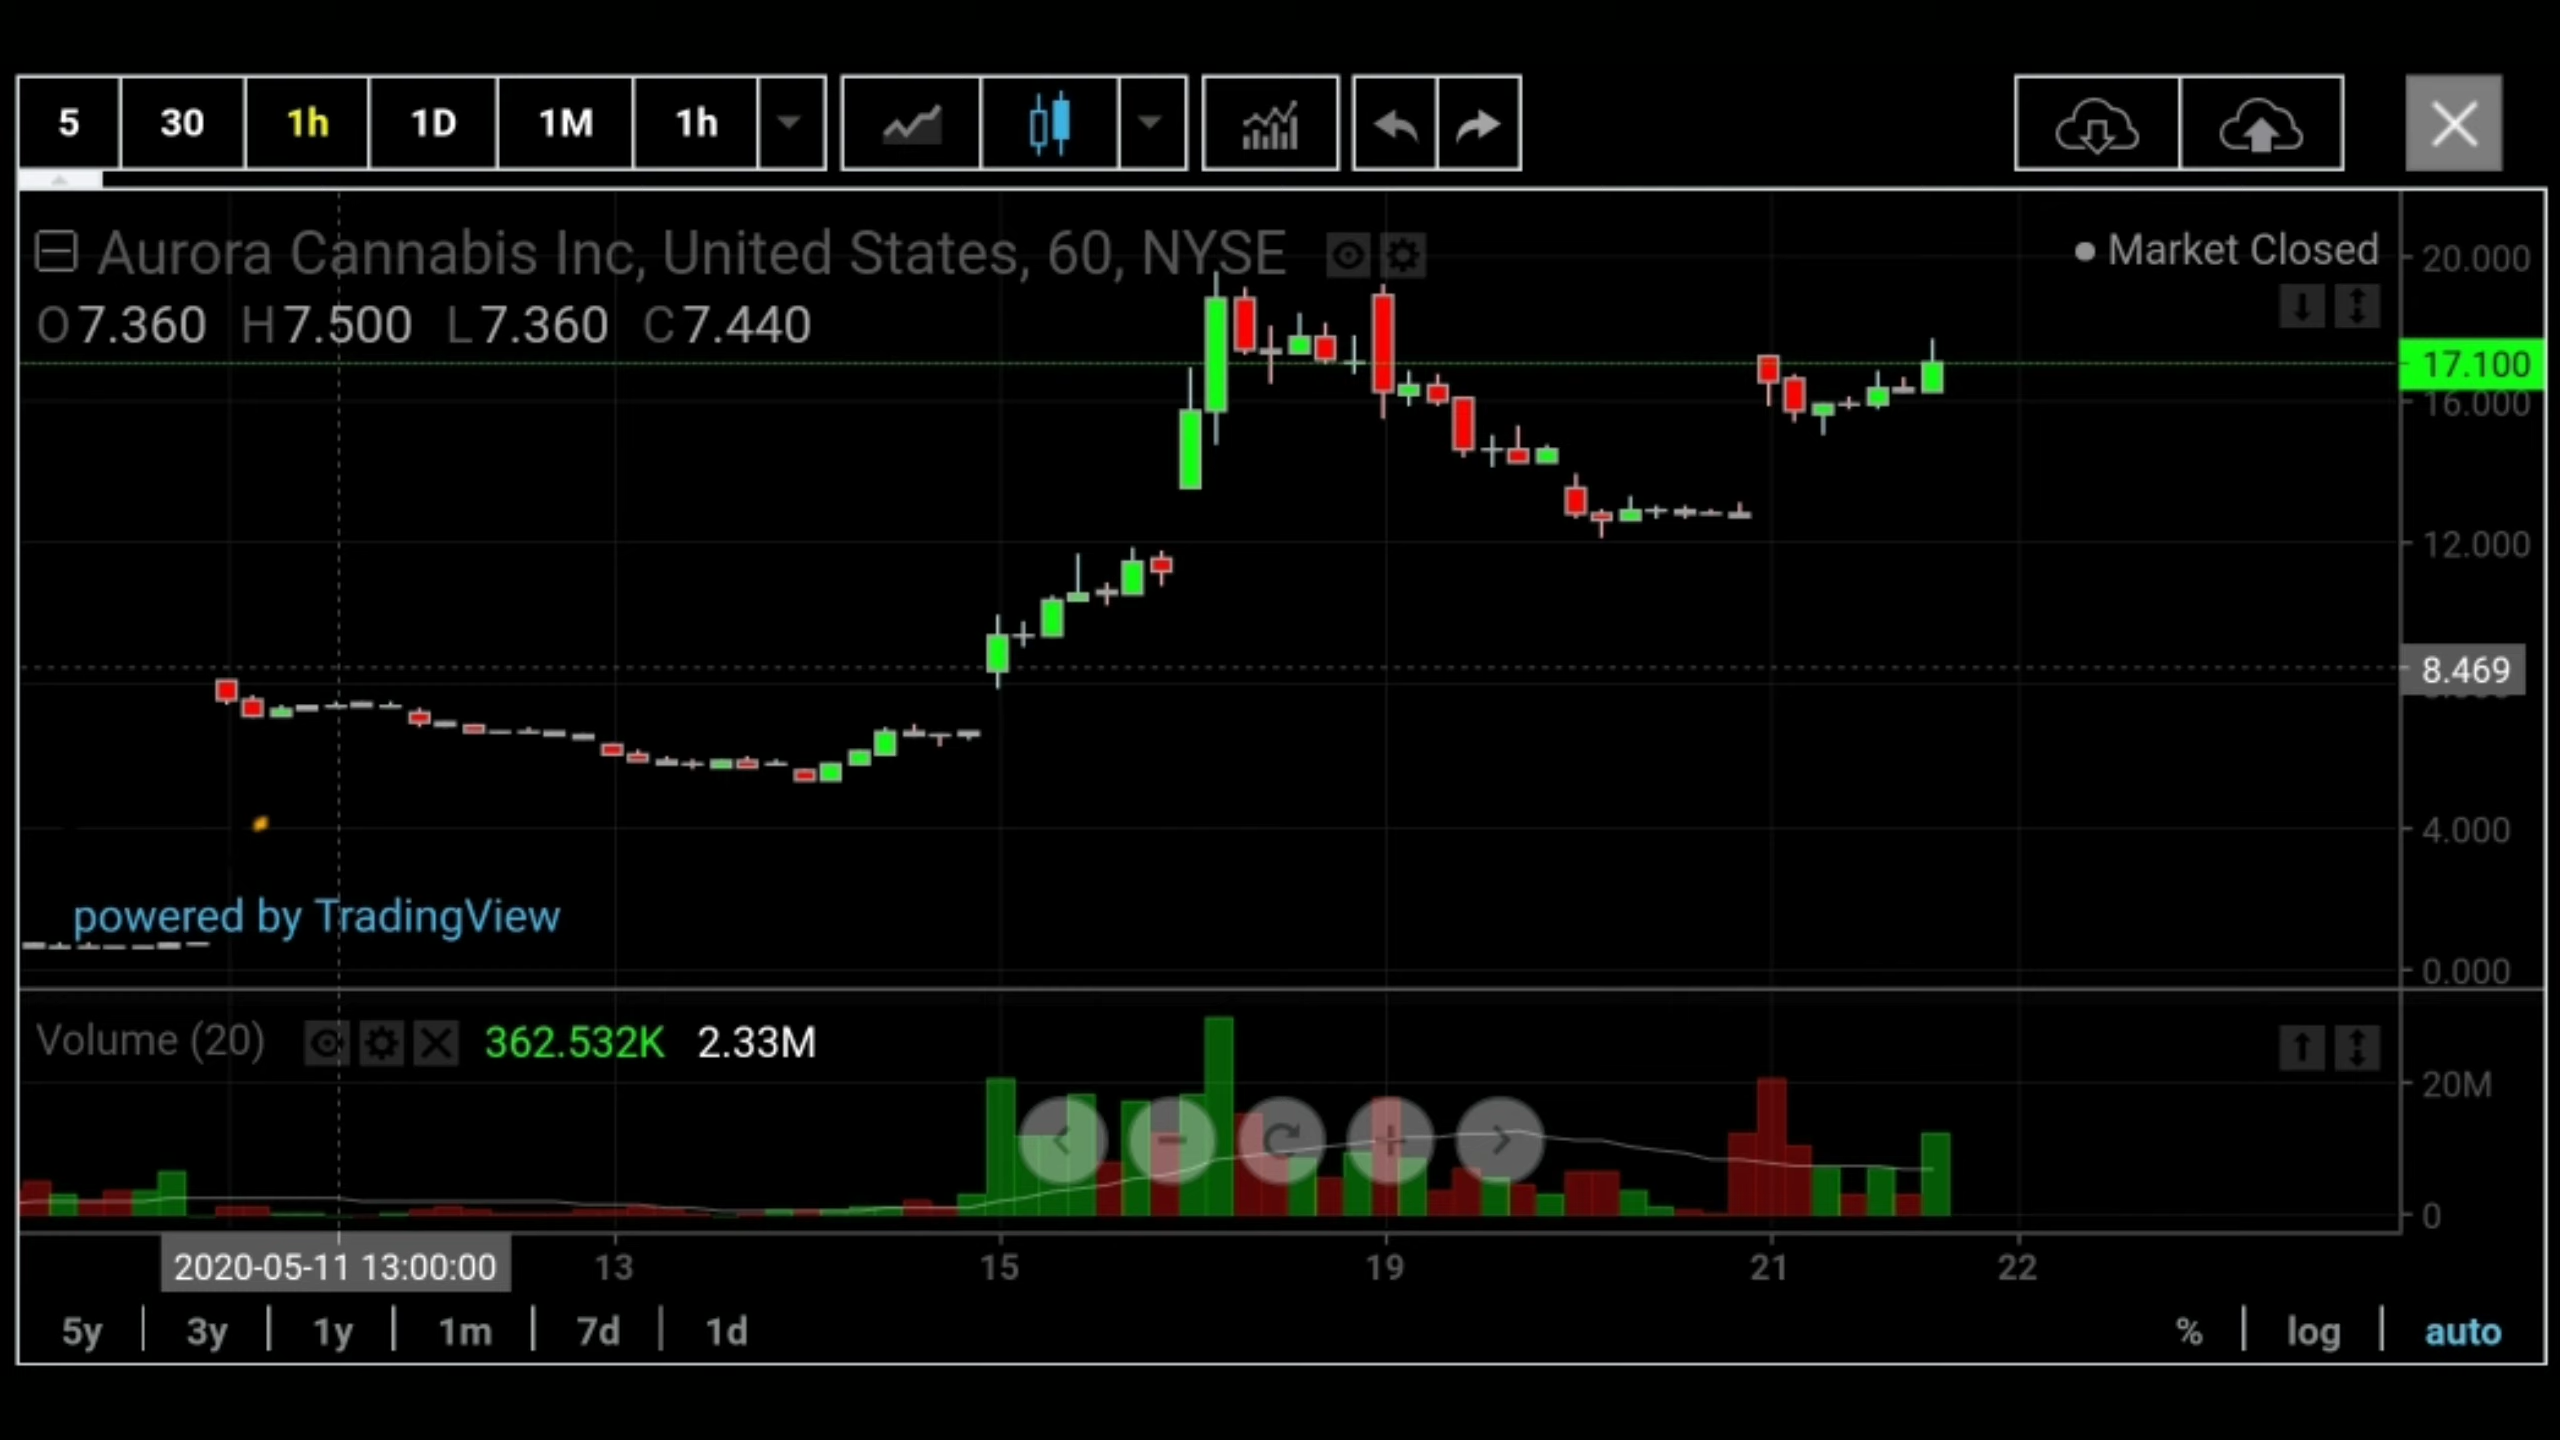 5 30 1h 1D 1M 1h
Aurora Cannabis Inc, United States, 60, NYSE
Market Closed
O7.360 H7.500 L7.360 C7.440
20.000
17.100
16.000
12.000
8.469
4.000
0.000
powered by TradingView
Volume (20) 362.532K 2.33M
20M
0
2020-05-11 13:00:00 13 15 19 21 22
5y 3y 1y 1m 7d 1d % log auto